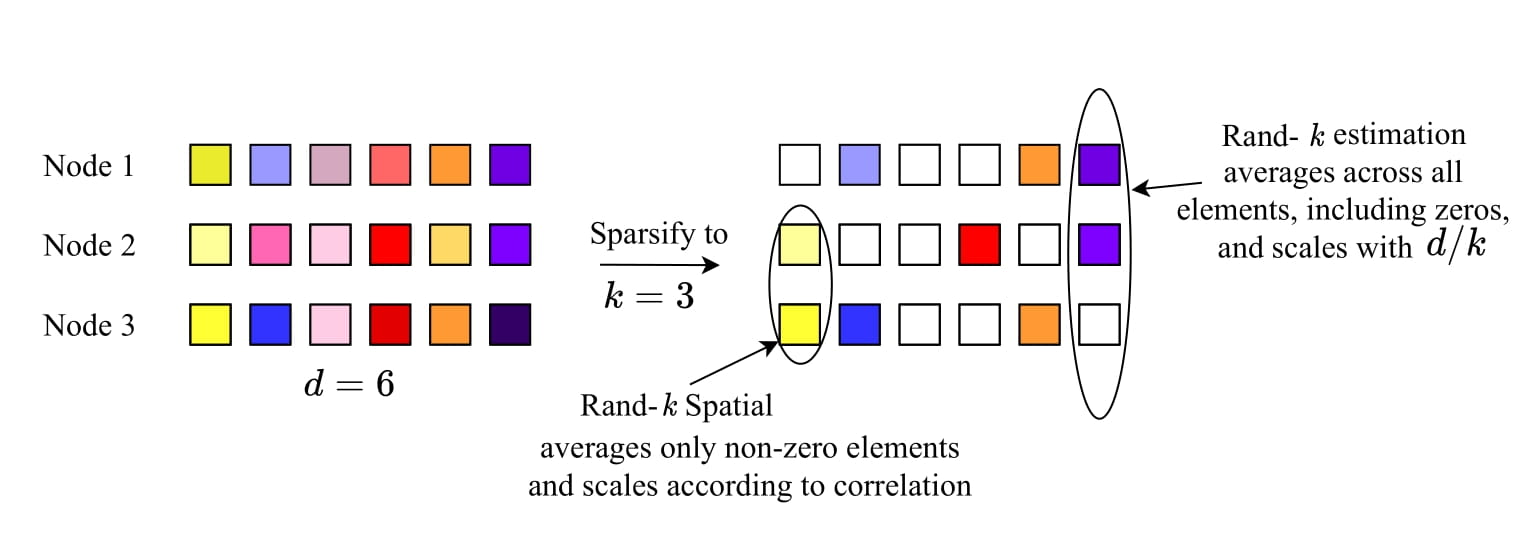 Node 1
Node 2
Node 3
d = 6
Sparsify to
k = 3
Rand- k estimation
averages across all
elements, including zeros,
and scales with d/k
Rand-k Spatial
averages only non-zero elements
and scales according to correlation